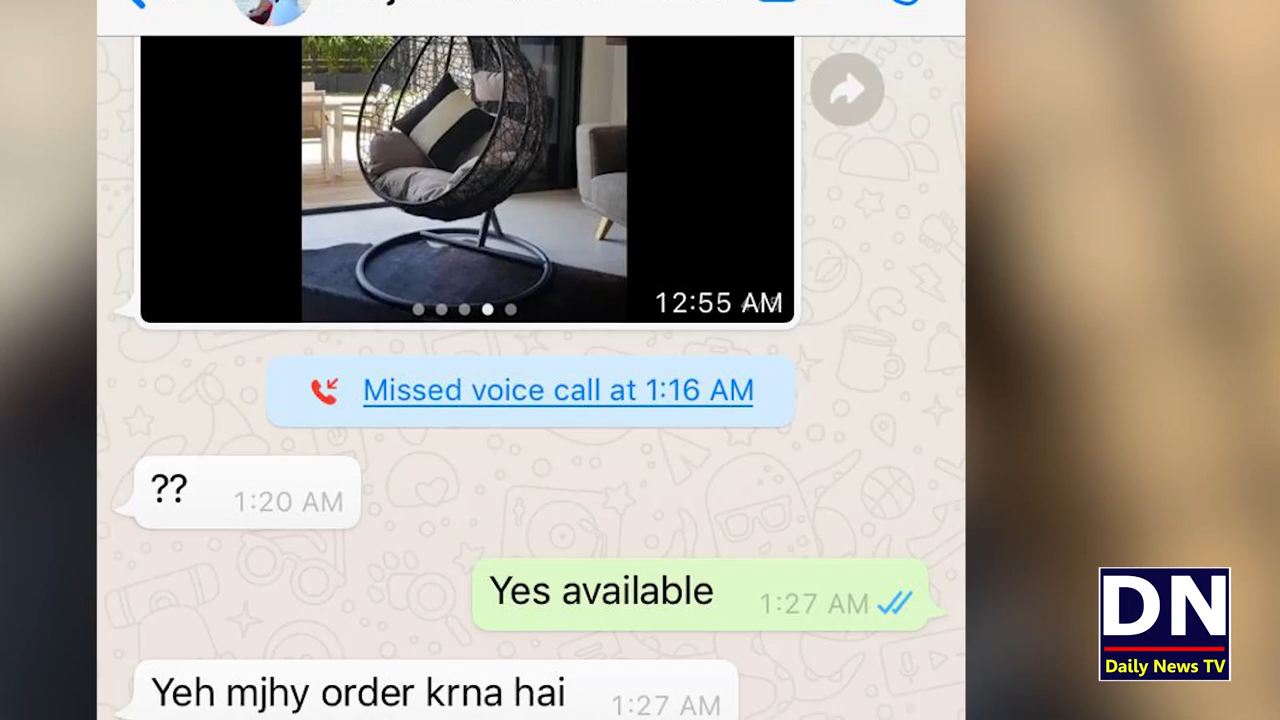 12:55 AM
Missed voice call at 1:16 AM
??
1:20 AM
Yes available
1:27 AM
Yeh mjhy order krna hai
1:27 AM
DN
Daily News TV